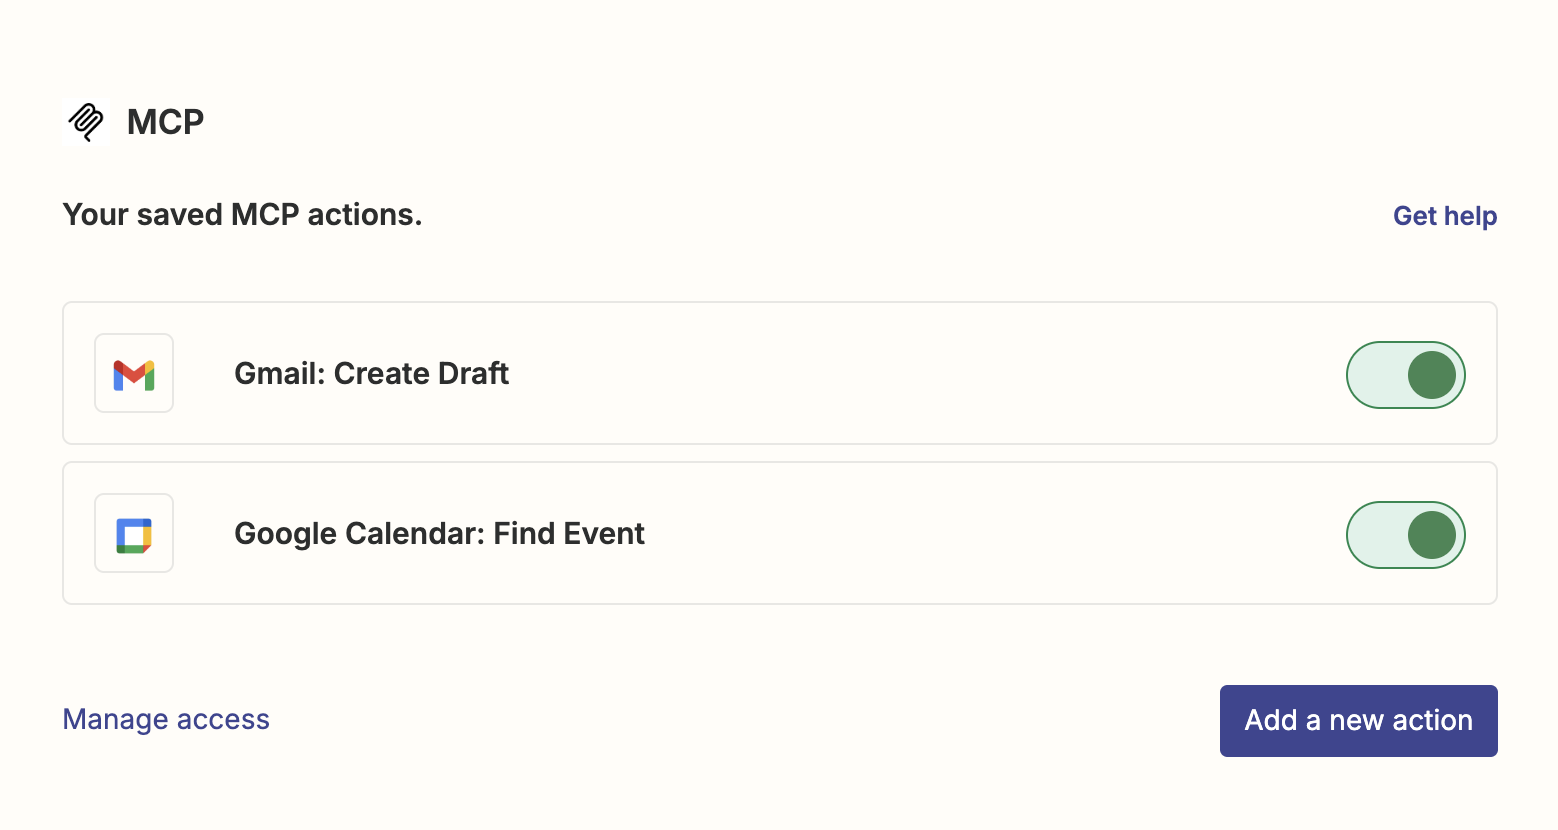 MCP
Your saved MCP actions.
Get help
Gmail: Create Draft
Google Calendar: Find Event
Manage access
Add a new action